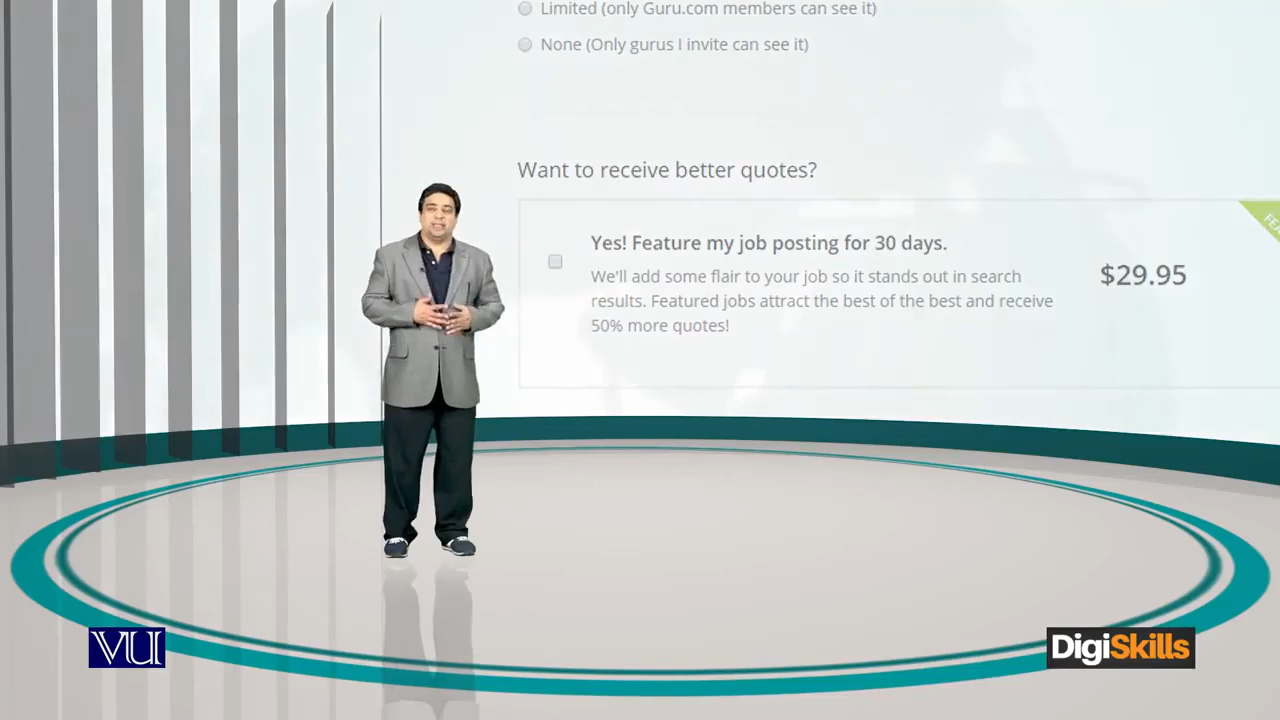 Limited (only Guru.com members can see it)
None (Only gurus I invite can see it)
Want to receive better quotes?
Yes! Feature my job posting for 30 days.
We'll add some flair to your job so it stands out in search
results. Featured jobs attract the best of the best and receive
50% more quotes!
$29.95
VU
DigiSkills